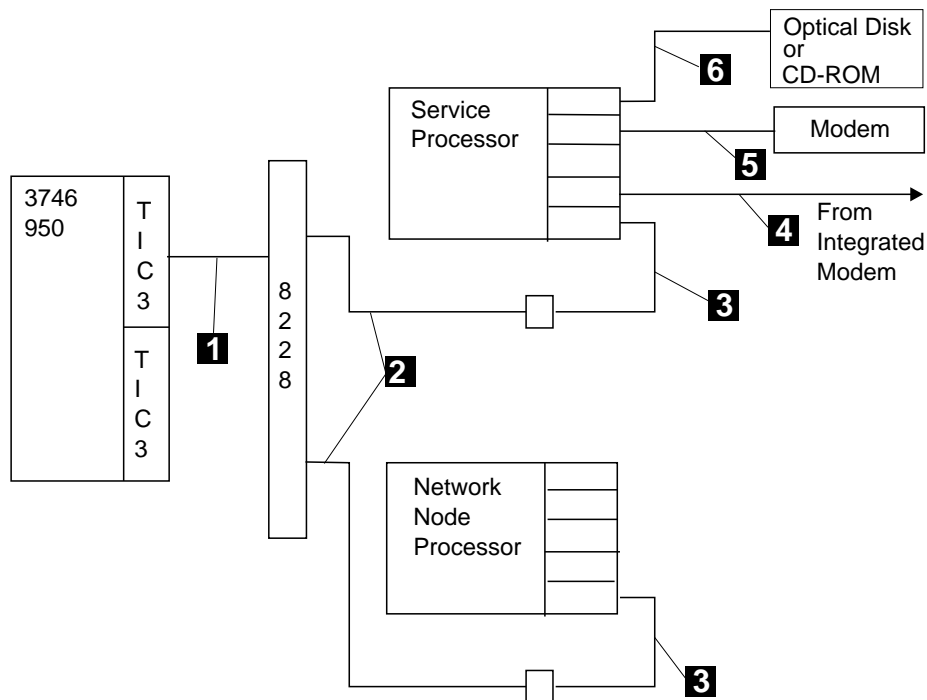 Optical Disk
or
CD-ROM
6
Service
Processor
Modem
5
3746
950
T
I
C
3
4
From
Integrated
Modem
8
2
2
8
3
1
T
I
C
3
2
Network
Node
Processor
3